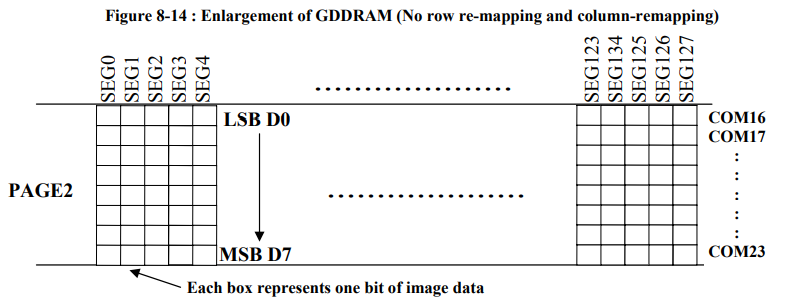 Figure 8-14 : Enlargement of GDDRAM (No row re-mapping and column-remapping)
SEG0
SEG1
SEG2
SEG3
SEG4
SEG123
SEG134
SEG125
SEG126
SEG127
LSB D0
COM16
COM17
PAGE2
MSB D7
COM23
Each box represents one bit of image data